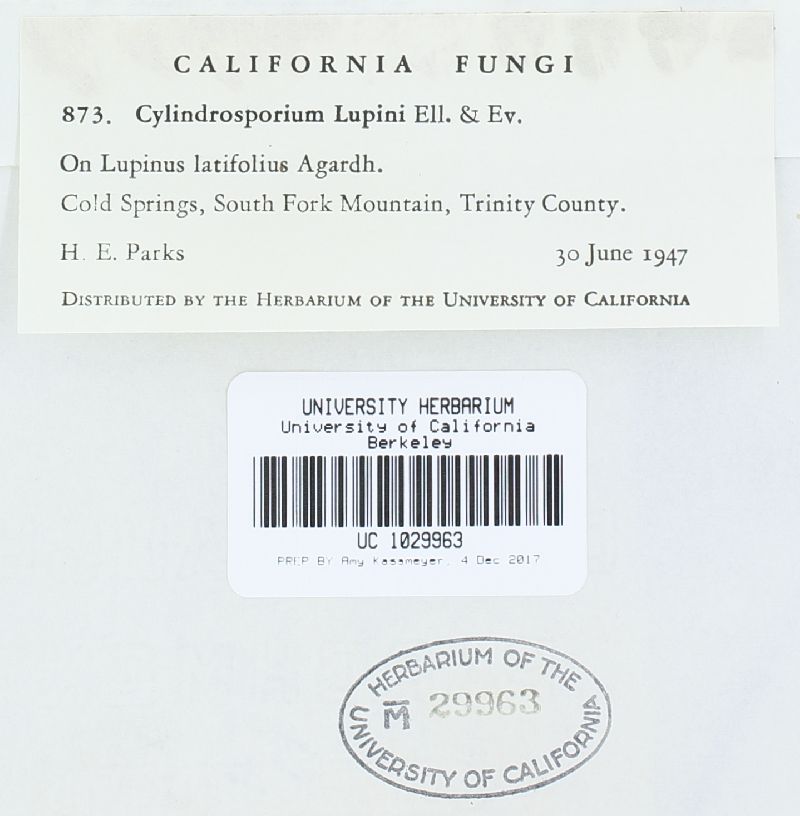 CALIFORNIA FUNGI
873. Cylindrosporium Lupini Ell. & Ev.
On Lupinus latifolius Agardh.
Cold Springs, South Fork Mountain, Trinity County.
H. E. Parks 30 June 1947
DISTRIBUTED BY THE HERBARIUM OF THE UNIVERSITY OF CALIFORNIA
UNIVERSITY HERBARIUM
University of California
Berkeley
UC 1029963
PREP BY Amy Kasameyer, 4 Dec 2017
HERBARIUM OF THE
M 29963
UNIVERSITY OF CALIFORNIA